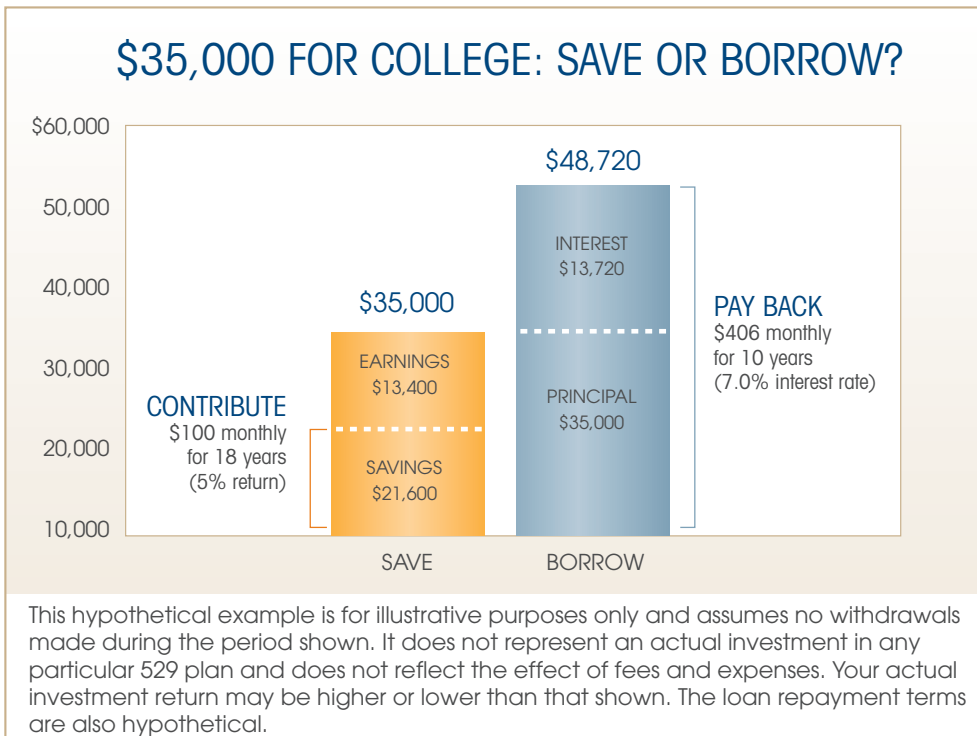 $35,000 FOR COLLEGE: SAVE OR BORROW?
$60,000
50,000
40,000
30,000
20,000
10,000
CONTRIBUTE
$100 monthly
for 18 years
(5% return)
$35,000
EARNINGS
$13,400
SAVINGS
$21,600
SAVE
$48,720
INTEREST
$13,720
PRINCIPAL
$35,000
BORROW
PAY BACK
$406 monthly
for 10 years
(7.0% interest rate)
This hypothetical example is for illustrative purposes only and assumes no withdrawals
made during the period shown. It does not represent an actual investment in any
particular 529 plan and does not reflect the effect of fees and expenses. Your actual
investment return may be higher or lower than that shown. The loan repayment terms
are also hypothetical.